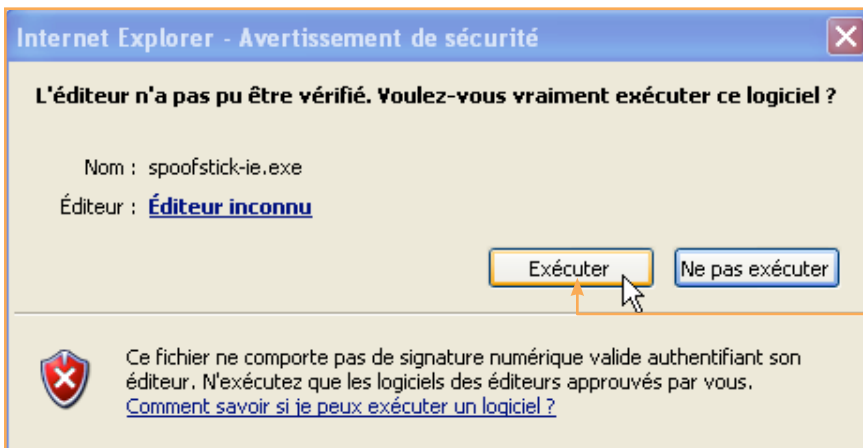 Internet Explorer - Avertissement de sécurité
L'éditeur n'a pas pu être vérifié. Voulez-vous vraiment exécuter ce logiciel ?
Nom : spoofstick-ie.exe
Éditeur : Éditeur inconnu
Exécuter
Ne pas exécuter
Ce fichier ne comporte pas de signature numérique valide authentifiant son
éditeur. N'exécutez que les logiciels des éditeurs approuvés par vous.
Comment savoir si je peux exécuter un logiciel ?